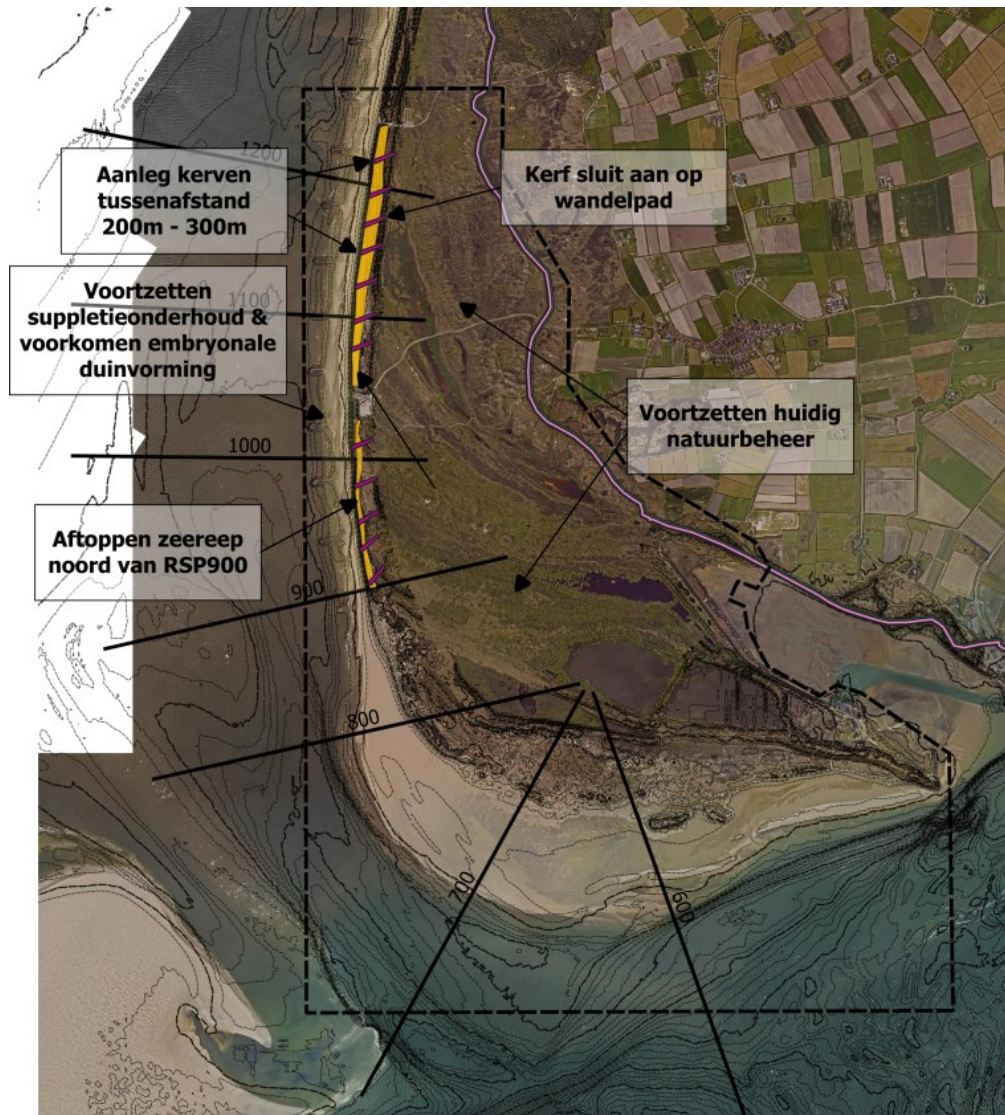 1200
Aanleg kerven
tussenafstand
200m - 300m
Kerf sluit aan op
wandelpad
Voortzetten
suppletieonderhoud &
voorkomen embryonale
duinvorming
1100
Voortzetten huidig
natuurbeheer
1000
Aftoppen zeereep
noord van RSP900
900
800
700
600